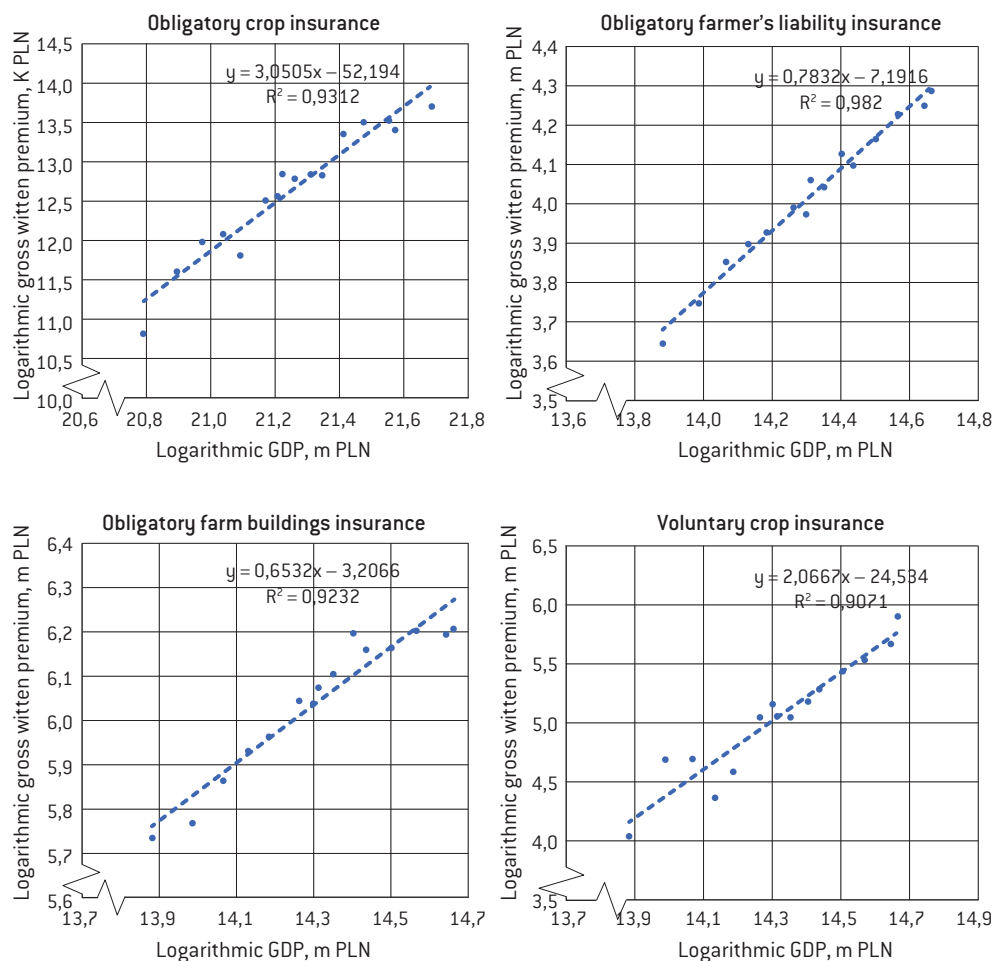 Obligatory crop insurance
Logarithmic gross witten premium, K PLN
14,5
14,0
13,5
13,0
12,5
12,0
11,5
11,0
10,5
10,0
y = 3,0505x – 52,194
R² = 0,9312
20,6 20,8 21,0 21,2 21,4 21,6 21,8
Logarithmic GDP, m PLN
Obligatory farmer's liability insurance
Logarithmic gross witten premium, m PLN
4,4
4,3
4,2
4,1
4,0
3,9
3,8
3,7
3,6
3,5
y = 0,7832x – 7,1916
R² = 0,982
13,6 13,8 14,0 14,2 14,4 14,6 14,8
Logarithmic GDP, m PLN
Obligatory farm buildings insurance
Logarithmic gross witten premium, m PLN
6,4
6,3
6,2
6,1
6,0
5,9
5,8
5,7
5,6
y = 0,6532x – 3,2066
R² = 0,9232
13,7 13,9 14,1 14,3 14,5 14,7
Logarithmic GDP, m PLN
Voluntary crop insurance
Logarithmic gross witten premium, m PLN
6,5
6,0
5,5
5,0
4,5
4,0
3,5
y = 2,0667x – 24,534
R² = 0,9071
13,7 13,9 14,1 14,3 14,5 14,7 14,9
Logarithmic GDP, m PLN